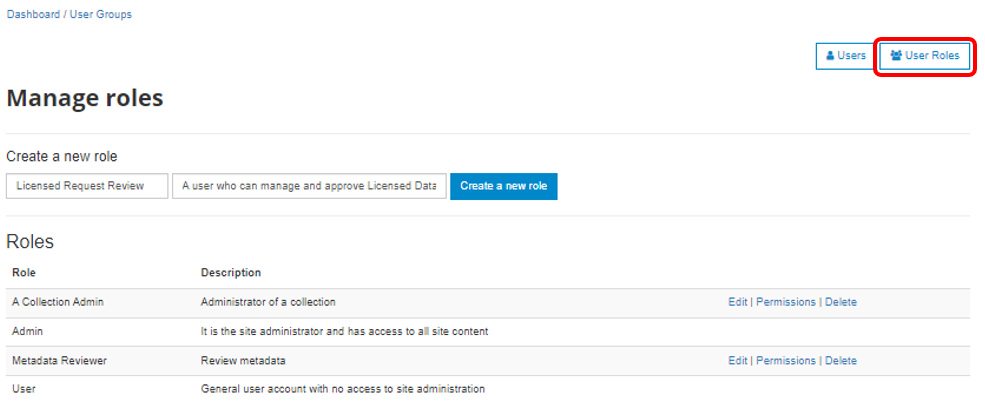 Dashboard / User Groups
Users User Roles
Manage roles
Create a new role
Licensed Request Review A user who can manage and approve Licensed Data Create a new role
Roles
Role Description
A Collection Admin Administrator of a collection Edit | Permissions | Delete
Admin It is the site administrator and has access to all site content
Metadata Reviewer Review metadata Edit | Permissions | Delete
User General user account with no access to site administration